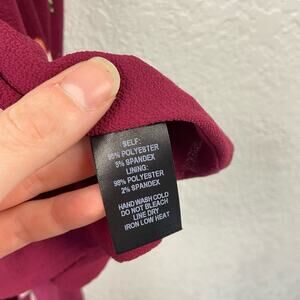 SELF:
95% POLYESTER
5% SPANDEX
LINING:
98% POLYESTER
2% SPANDEX
HAND WASH COLD
DO NOT BLEACH
LINE DRY
IRON LOW HEAT